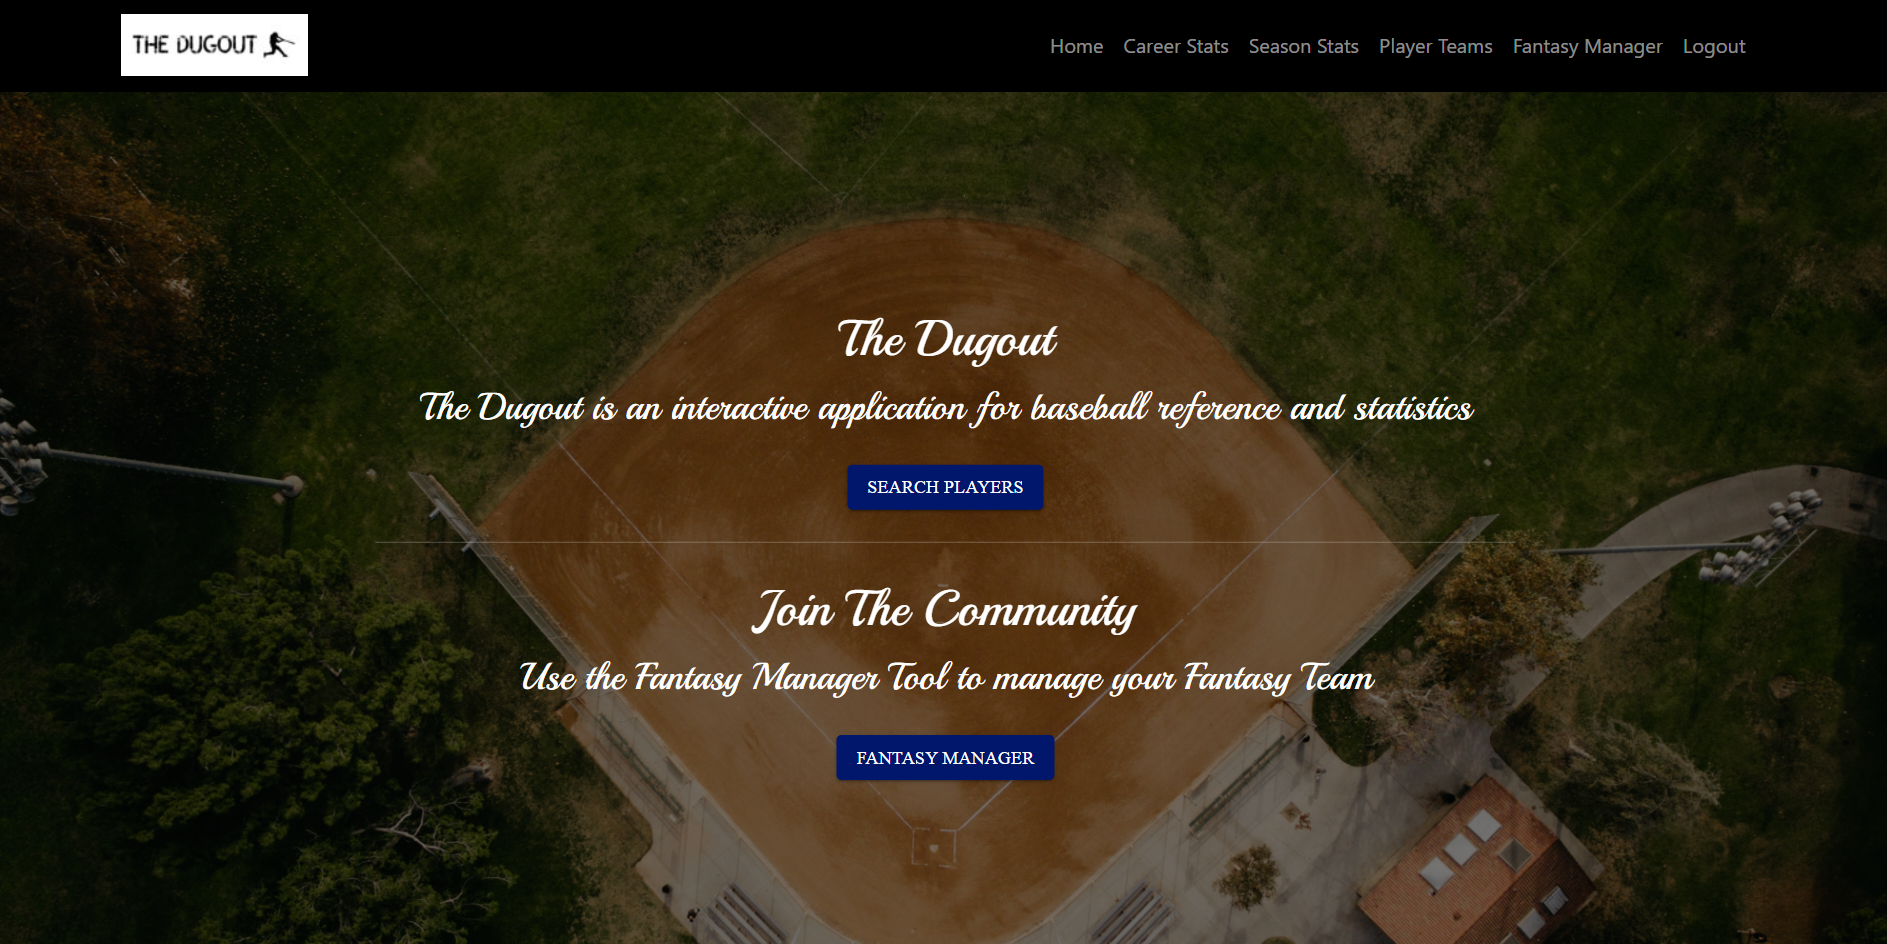 THE DUGOUT
Home Career Stats Season Stats Player Teams Fantasy Manager Logout
The Dugout
The Dugout is an interactive application for baseball reference and statistics
SEARCH PLAYERS
Join The Community
Use the Fantasy Manager Tool to manage your Fantasy Team
FANTASY MANAGER